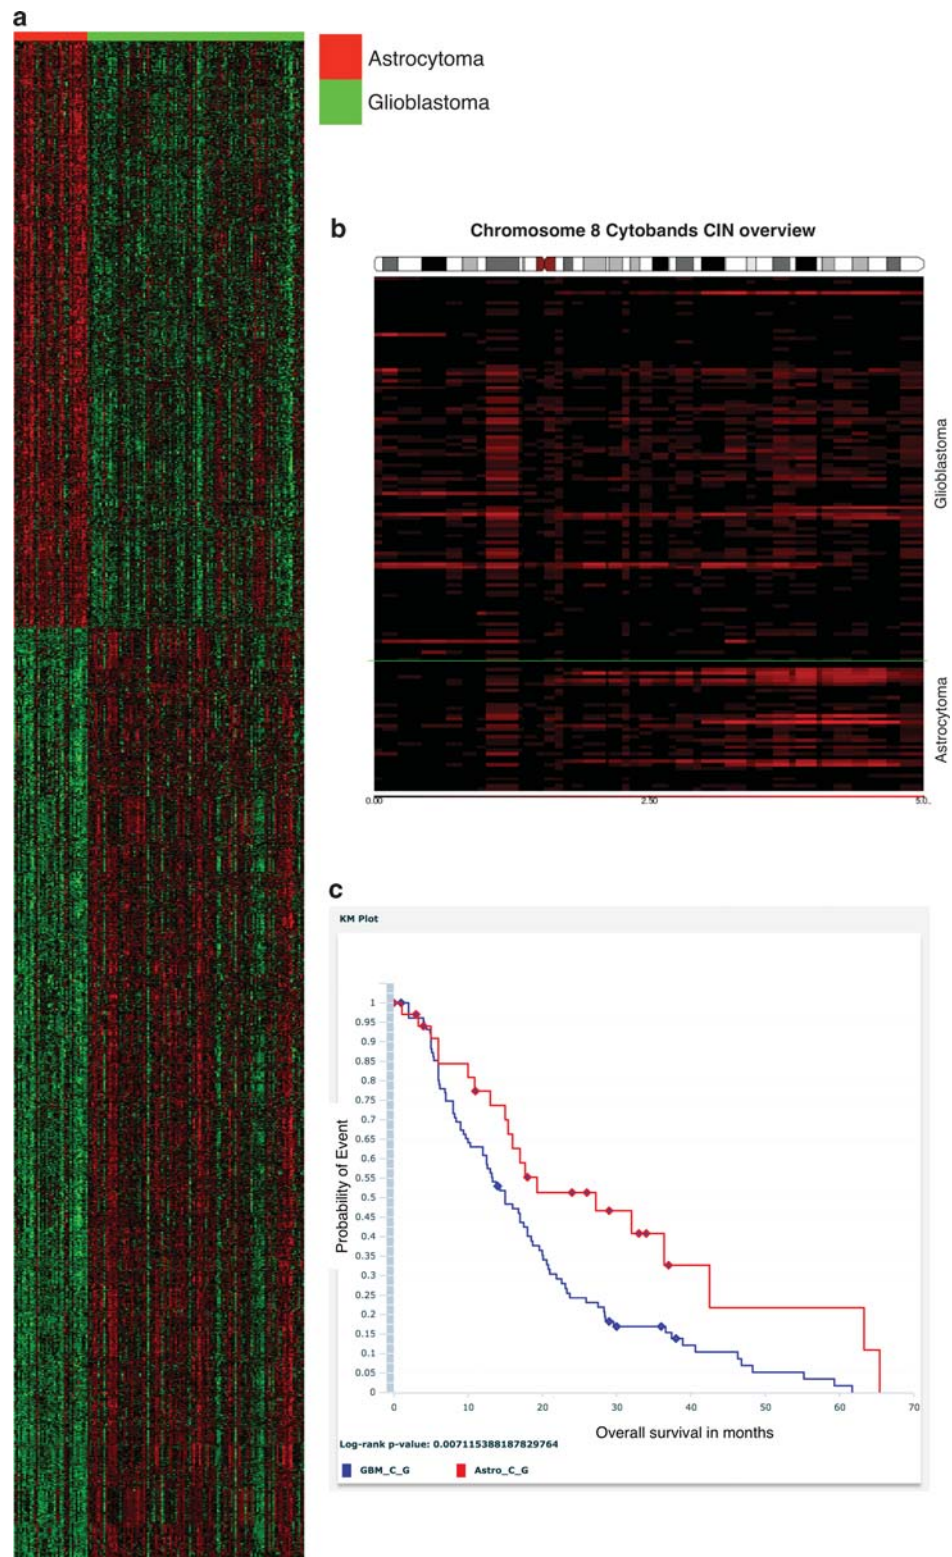 a
Astrocytoma
Glioblastoma
b
Chromosome 8 Cytobands CIN overview
Glioblastoma
Astrocytoma
0.00
2.50
5.0..
c
KM Plot
1
0.95
0.9
0.85
0.8
0.75
0.7
0.65
0.6
0.55
0.5
0.45
0.4
0.35
0.3
0.25
0.2
0.15
0.1
0.05
0
Probability of Event
0 10 20 30 40 50 60 70
Overall survival in months
Log-rank p-value: 0.007115388187829764
GBM_C_G Astro_C_G